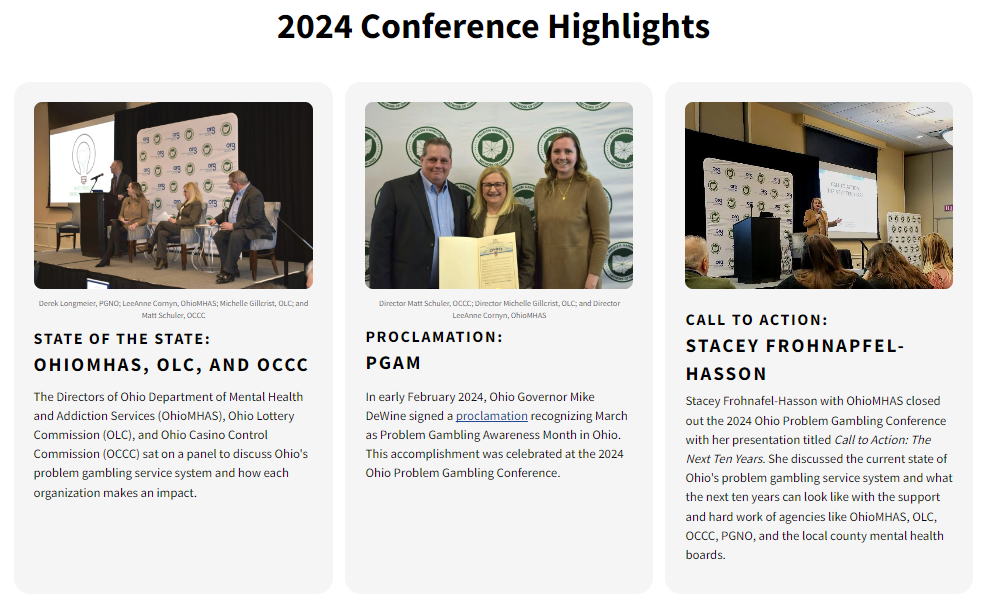 2024 Conference Highlights
Derek Longmeier, PGNO; LeeAnne Cornyn, OhioMHAS; Michelle Gillcrist, OLC; and
Matt Schuler, OCCC
STATE OF THE STATE:
OHIOMHAS, OLC, AND OCCC
The Directors of Ohio Department of Mental Health
and Addiction Services (OhioMHAS), Ohio Lottery
Commission (OLC), and Ohio Casino Control
Commission (OCCC) sat on a panel to discuss Ohio's
problem gambling service system and how each
organization makes an impact.
Director Matt Schuler, OCCC; Director Michelle Gillcrist, OLC; and Director
LeeAnne Cornyn, OhioMHAS
PROCLAMATION:
PGAM
In early February 2024, Ohio Governor Mike
DeWine signed a proclamation recognizing March
as Problem Gambling Awareness Month in Ohio.
This accomplishment was celebrated at the 2024
Ohio Problem Gambling Conference.
CALL TO ACTION:
STACEY FROHNAPFEL-
HASSON
Stacey Frohnafel-Hasson with OhioMHAS closed
out the 2024 Ohio Problem Gambling Conference
with her presentation titled Call to Action: The
Next Ten Years. She discussed the current state of
Ohio's problem gambling service system and what
the next ten years can look like with the support
and hard work of agencies like OhioMHAS, OLC,
OCCC, PGNO, and the local county mental health
boards.